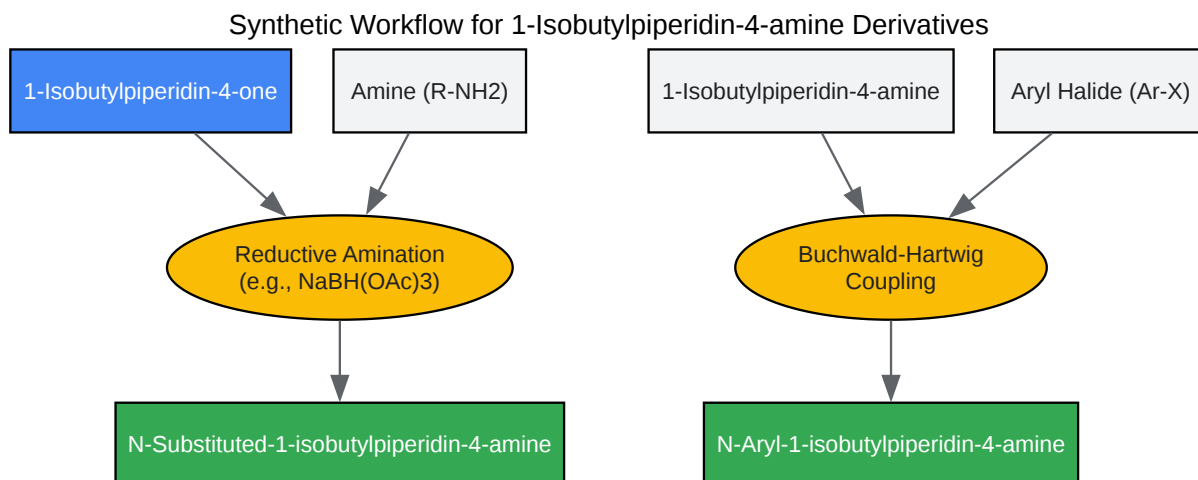 Synthetic Workflow for 1-Isobutylpiperidin-4-amine Derivatives
1-Isobutylpiperidin-4-one
Amine (R-NH2)
1-Isobutylpiperidin-4-amine
Aryl Halide (Ar-X)
Reductive Amination
(e.g., NaBH(OAc)3)
Buchwald-Hartwig
Coupling
N-Substituted-1-isobutylpiperidin-4-amine
N-Aryl-1-isobutylpiperidin-4-amine